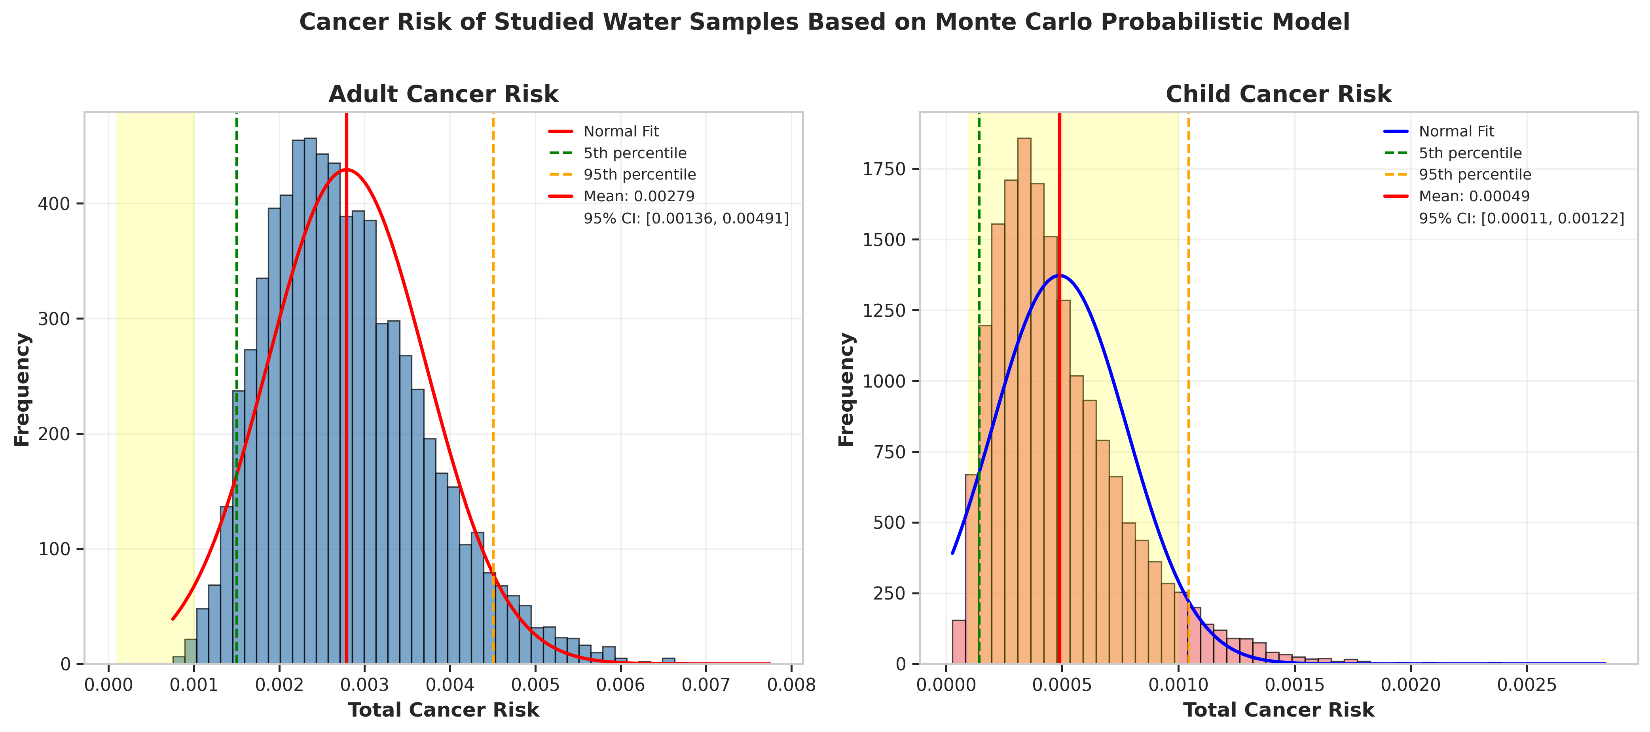 Cancer Risk of Studied Water Samples Based on Monte Carlo Probabilistic Model
Adult Cancer Risk
Normal Fit
5th percentile
95th percentile
Mean: 0.00279
95% CI: [0.00136, 0.00491]
Frequency
400
300
200
100
0
0.000 0.001 0.002 0.003 0.004 0.005 0.006 0.007 0.008
Total Cancer Risk
Child Cancer Risk
Normal Fit
5th percentile
95th percentile
Mean: 0.00049
95% CI: [0.00011, 0.00122]
Frequency
1750
1500
1250
1000
750
500
250
0
0.0000 0.0005 0.0010 0.0015 0.0020 0.0025
Total Cancer Risk